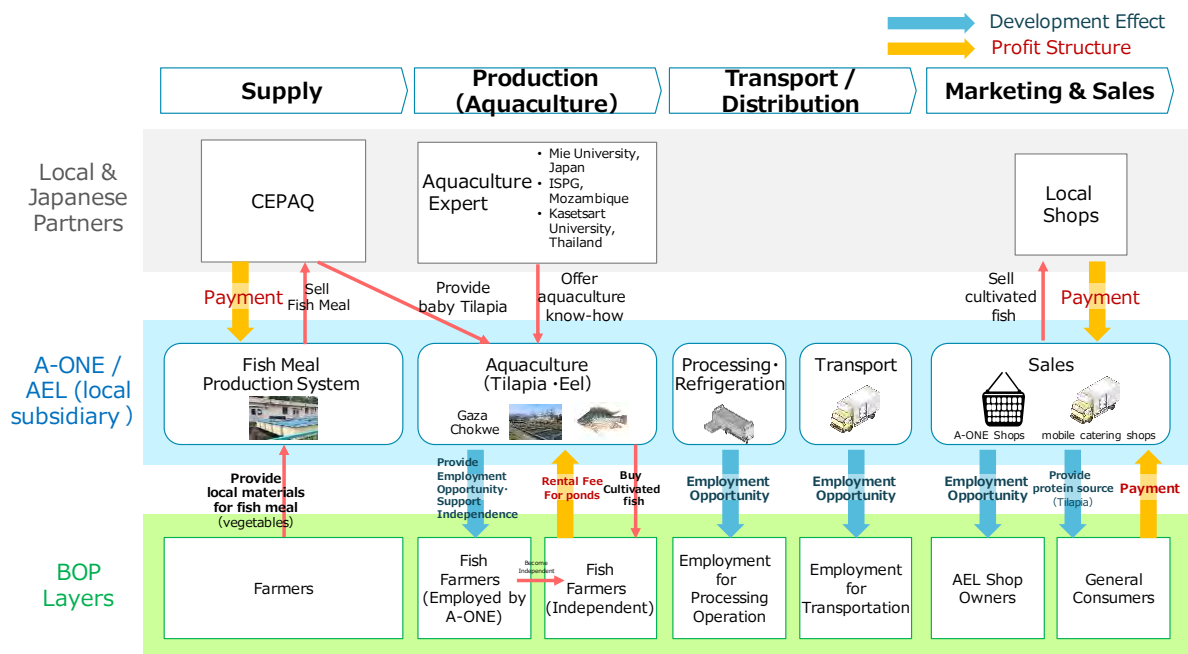 Development Effect
Profit Structure
Supply
Production
(Aquaculture)
Transport /
Distribution
Marketing & Sales
Local &
Japanese
Partners
CEPAQ
Aquaculture
Expert
• Mie University,
Japan
• ISPG,
Mozambique
• Kasetsart
University,
Thailand
Local
Shops
Payment
Sell
Fish Meal
Provide
baby Tilapia
Offer
aquaculture
know-how
Sell
cultivated
fish
Payment
A-ONE /
AEL (local
subsidiary )
Fish Meal
Production System
Aquaculture
(Tilapia ・Eel)
Gaza
Chokwe
Processing・
Refrigeration
Transport
Sales
A-ONE Shops
mobile catering shops
Provide
local materials
for fish meal
(vegetables)
Provide
Employment
Opportunity・
Support
Independence
Rental Fee
For ponds
Buy
Cultivated
fish
Employment
Opportunity
Employment
Opportunity
Employment
Opportunity
Provide
protein source
(Tilapia)
Payment
BOP
Layers
Farmers
Fish
Farmers
(Employed by
A-ONE)
Become
Independent
Fish
Farmers
(Independent)
Employment
for
Processing
Operation
Employment
for
Transportation
AEL Shop
Owners
General
Consumers